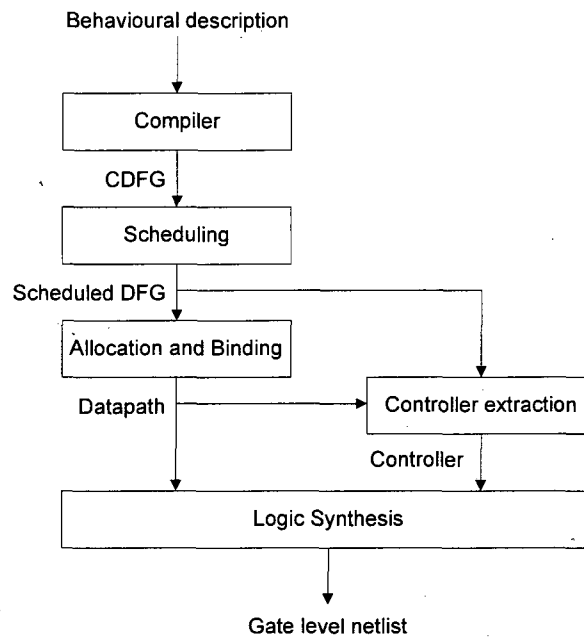 Behavioural description
Compiler
CDFG
Scheduling
Scheduled DFG
Allocation and Binding
Datapath
Controller extraction
Controller
Logic Synthesis
Gate level netlist